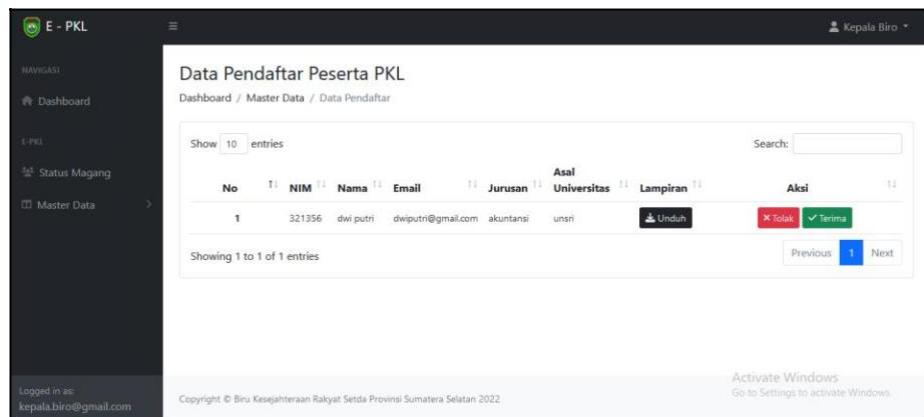 E - PKL
Kepala Biro
NAVIGASI
Dashboard
E-PKL
Status Magang
Master Data
Data Pendaftar Peserta PKL
Dashboard / Master Data / Data Pendaftar
Show 10 entries
Search:
No NIM Nama Email Jurusan Asal Universitas Lampiran Aksi
1 321356 dwi putri dwiputri@gmail.com akuntansi unsri Unduh Tolak Terima
Showing 1 to 1 of 1 entries
Previous 1 Next
Logged in as:
kepala.biro@gmail.com
Copyright © Biru Kesejahteraan Rakyat Setda Provinsi Sumatera Selatan 2022
Activate Windows
Go to Settings to activate Windows.